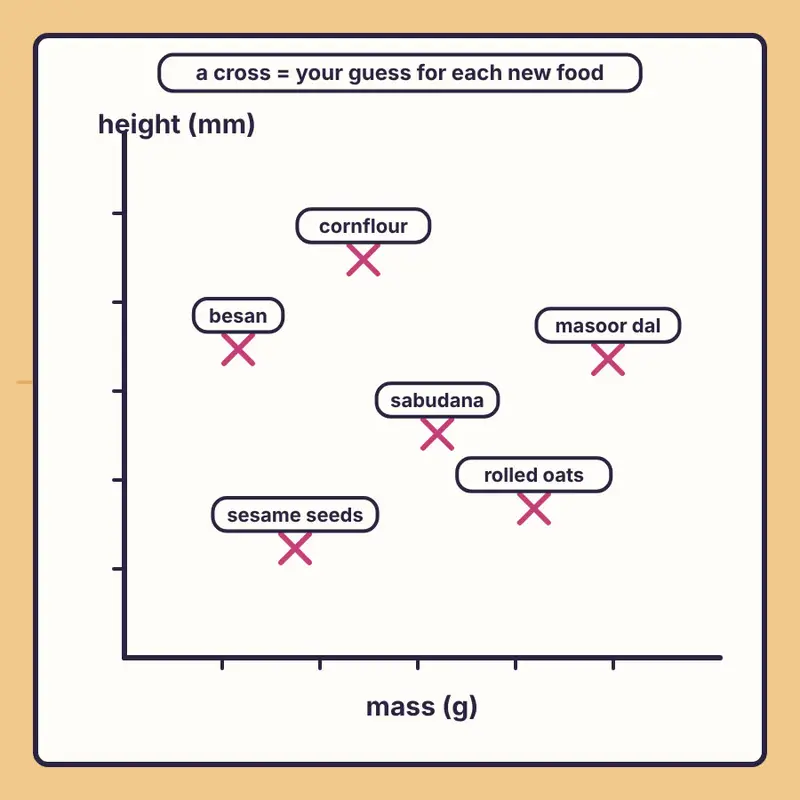 a cross = your guess for each new food
height (mm)
cornflour
besan
masoor dal
sabudana
rolled oats
sesame seeds
mass (g)